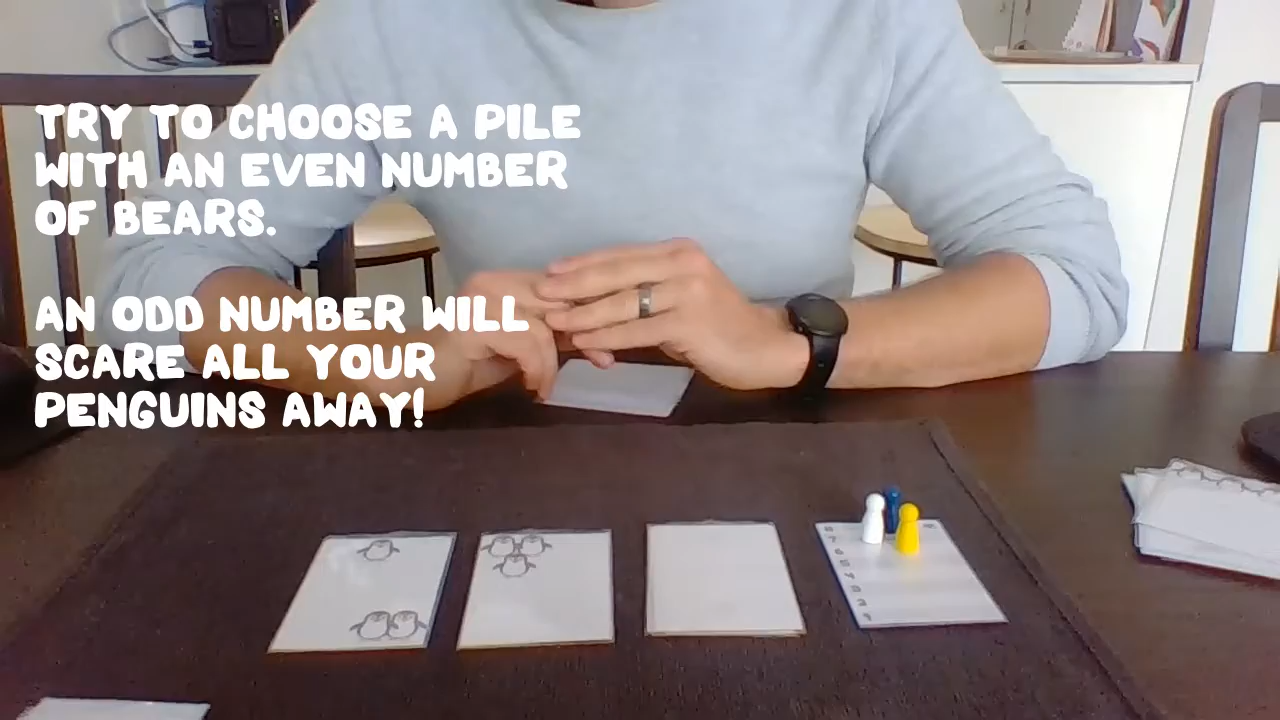 TRY TO CHOOSE A PILE
WITH AN EVEN NUMBER
OF BEARS.
AN ODD NUMBER WILL
SCARE ALL YOUR
PENGUINS AWAY!